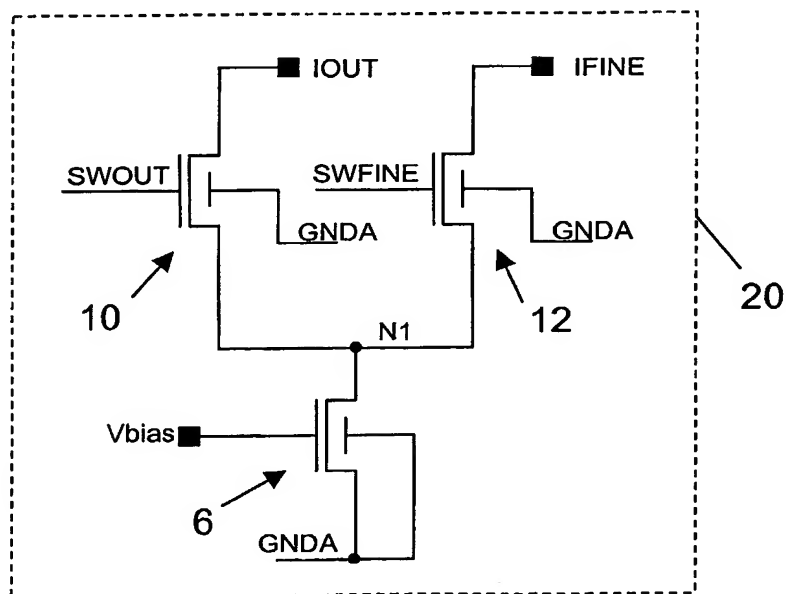 IOUT
IFINE
SWOUT
SWFINE
GNDA
GNDA
10
12
20
N1
Vbias
6
GNDA